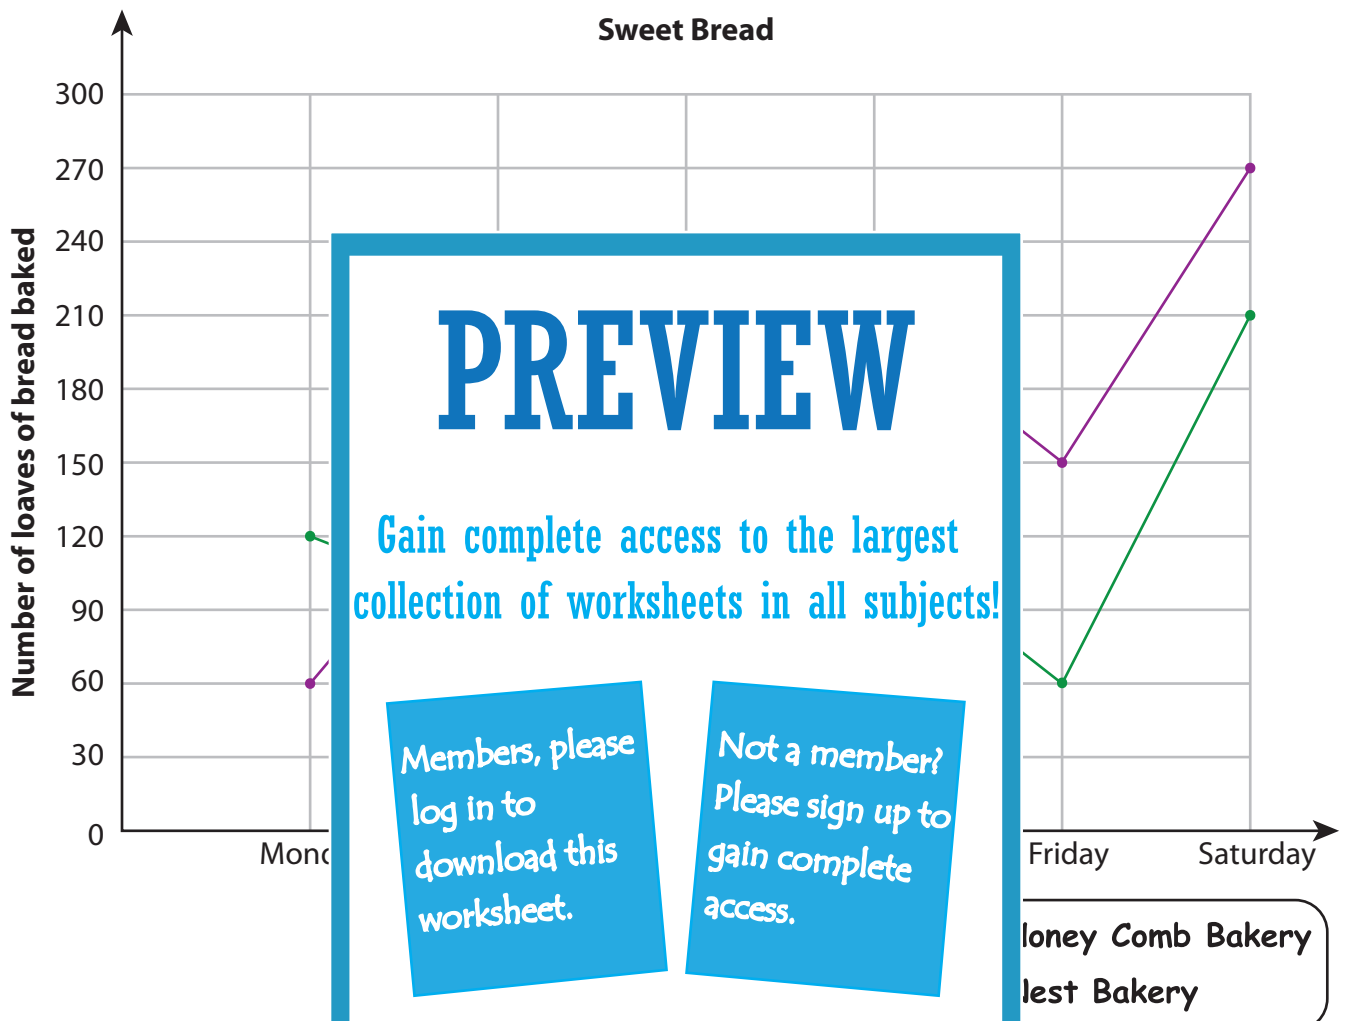 Sweet Bread
Number of loaves of bread baked
300
270
240
210
180
150
120
90
60
30
0
PREVIEW
Gain complete access to the largest
collection of worksheets in all subjects!
Members, please
log in to
download this
worksheet.
Not a member?
Please sign up to
gain complete
access.
Friday
Saturday
Comb Bakery
Bakery